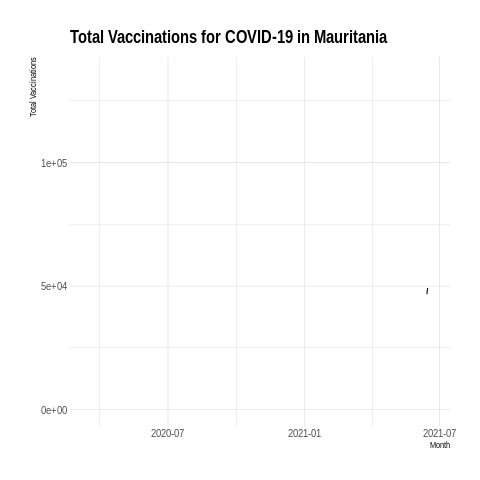 Total Vaccinations for COVID-19 in Mauritania
Total Vaccinations
1e+05
5e+04
0e+00
2020-07
2021-01
2021-07
Month